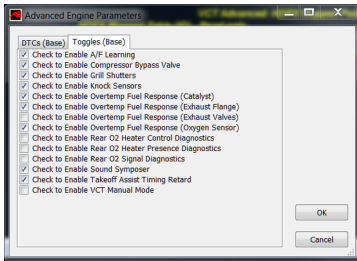 Advanced Engine Parameters
DTCs (Base) Toggles (Base)
Check to Enable A/F Learning
Check to Enable Compressor Bypass Valve
Check to Enable Grill Shutters
Check to Enable Knock Sensors
Check to Enable Overtemp Fuel Response (Catalyst)
Check to Enable Overtemp Fuel Response (Exhaust Flange)
Check to Enable Overtemp Fuel Response (Exhaust Valves)
Check to Enable Overtemp Fuel Response (Oxygen Sensor)
Check to Enable Rear O2 Heater Control Diagnostics
Check to Enable Rear O2 Heater Presence Diagnostics
Check to Enable Rear O2 Signal Diagnostics
Check to Enable Sound Symposer
Check to Enable Takeoff Assist Timing Retard
Check to Enable VCT Manual Mode
OK
Cancel